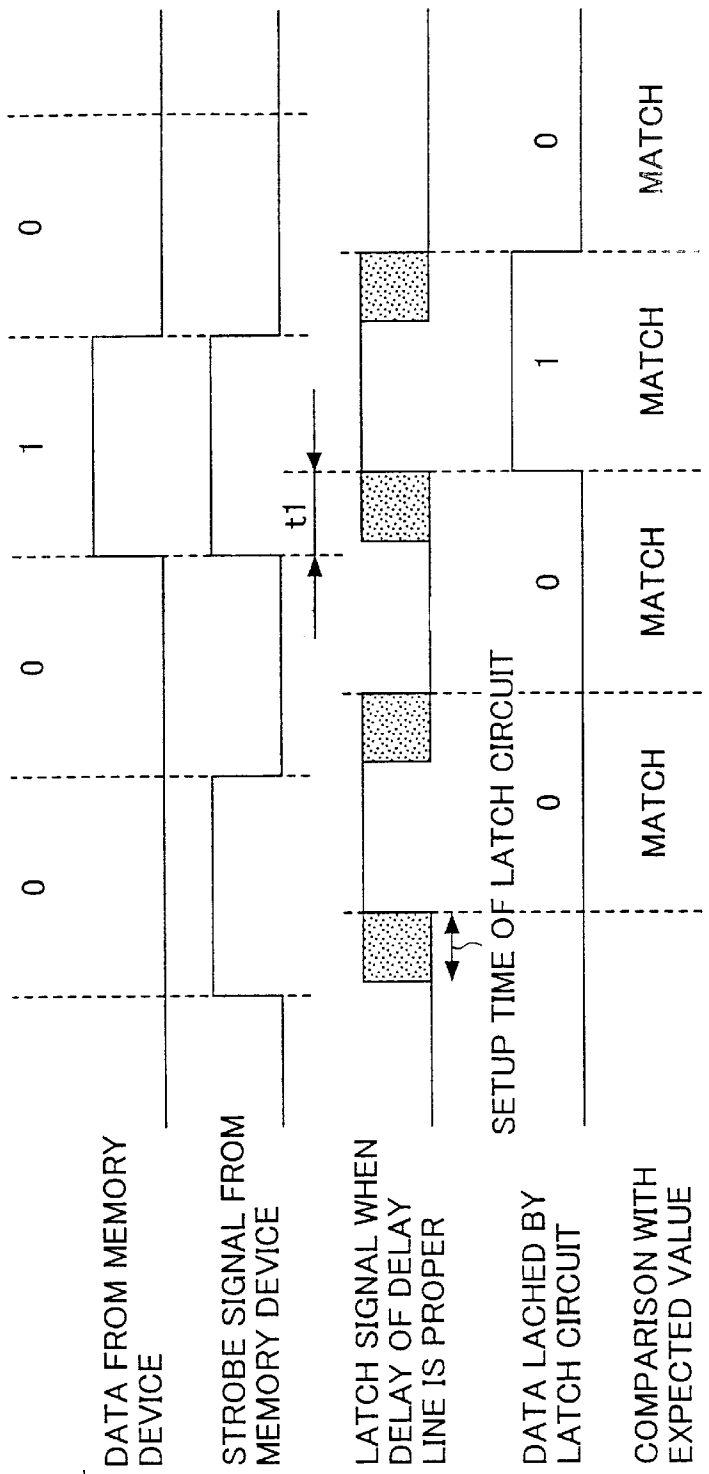 0 0 1 0
DATA FROM MEMORY
DEVICE
STROBE SIGNAL FROM
MEMORY DEVICE
t1
LATCH SIGNAL WHEN
DELAY OF DELAY
LINE IS PROPER
SETUP TIME OF LATCH CIRCUIT
DATA LACHED BY
LATCH CIRCUIT
0 0 1 0
COMPARISON WITH
EXPECTED VALUE
MATCH MATCH MATCH MATCH